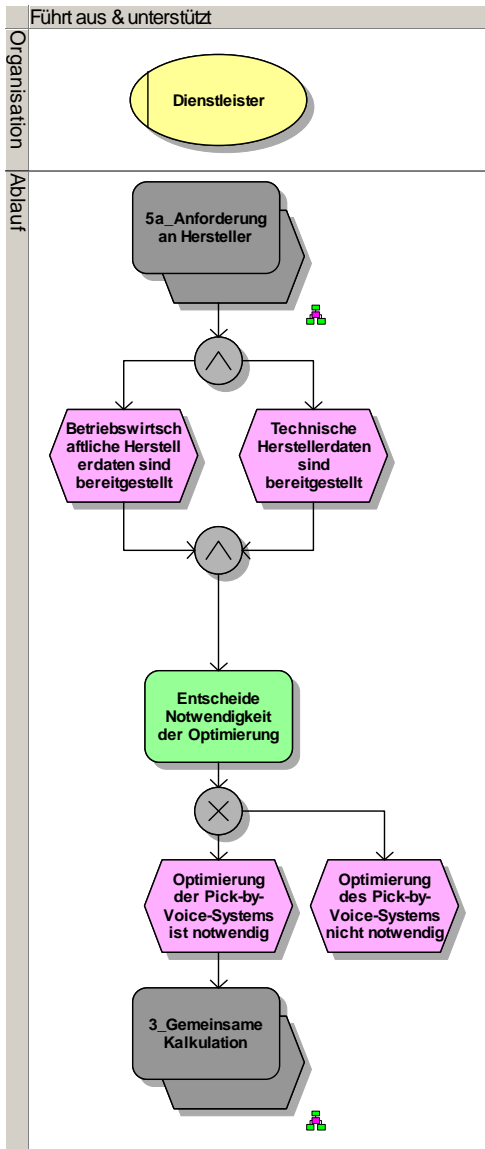 Führt aus & unterstützt
Organisation
Dienstleister
Ablauf
5a_Anforderung
an Hersteller
Betriebswirtsch
aftliche Herstell
erdaten sind
bereitgestellt
Technische
Herstellerdaten
sind
bereitgestellt
Entscheide
Notwendigkeit
der Optimierung
Optimierung
der Pick-by-
Voice-Systems
ist notwendig
Optimierung
des Pick-by-
Voice-Systems
nicht notwendig
3_Gemeinsame
Kalkulation